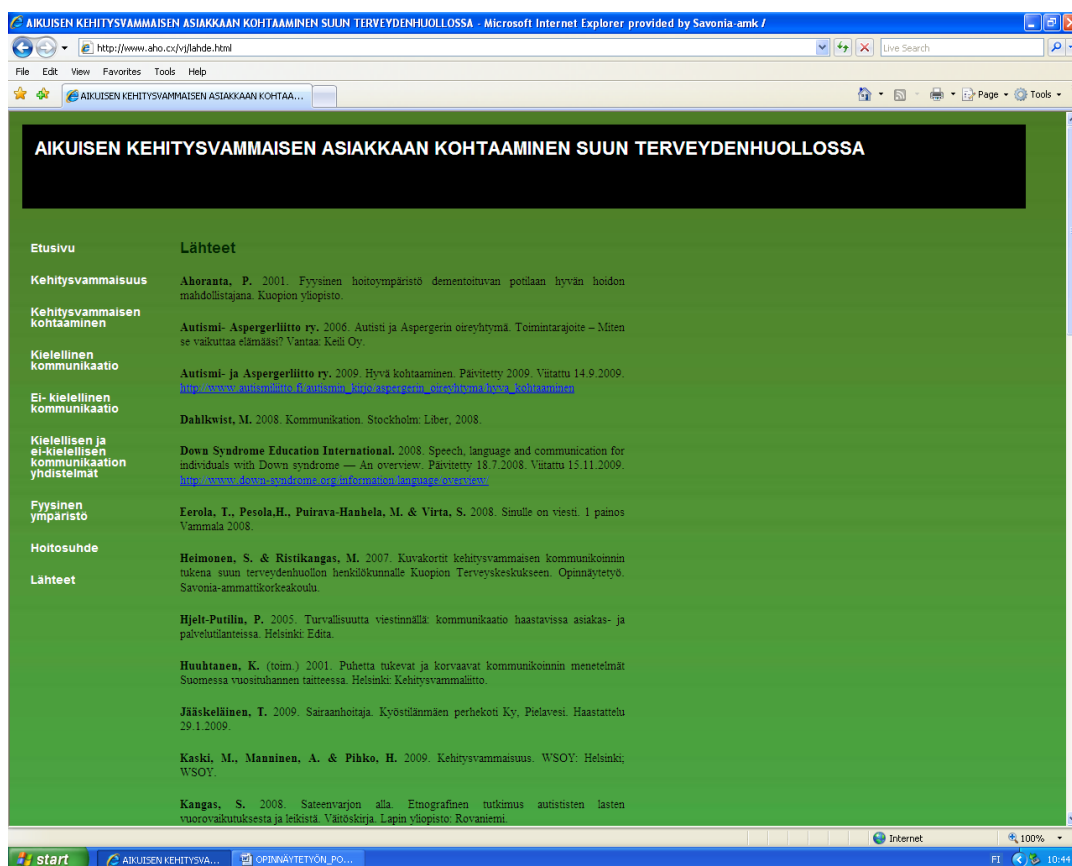 AIKUISEN KEHITYSVAMMAISEN ASIAKKAAN KOHTAAMINEN SUUN TERVEYDENHUOLLOSSA - Microsoft Internet Explorer provided by Savonia-amk /
http://www.aho.cx/vj/lahde.html
Live Search
File Edit View Favorites Tools Help
AIKUISEN KEHITYSVAMMAISEN ASIAKKAAN KOHTAA...
Page Tools
AIKUISEN KEHITYSVAMMAISEN ASIAKKAAN KOHTAAMINEN SUUN TERVEYDENHUOLLOSSA
Etusivu
Kehitysvammaisuus
Kehitysvammaisen
kohtaaminen
Kielellinen
kommunikaatio
Ei- kielellinen
kommunikaatio
Kielellisen ja
ei-kielellisen
kommunikaation
yhdistelmät
Fyysinen
ympäristö
Hoitosuhde
Lähteet
Lähteet
Ahoranta, P. 2001. Fyysinen hoitoympäristö dementoituvan potilaan hyvän hoidon
mahdollistajana. Kuopion yliopisto.
Autismi- Aspergerliitto ry. 2006. Autisti ja Aspergerin oireyhtymä. Toimintarajoite – Miten
se vaikuttaa elämääsi? Vantaa: Keili Oy.
Autismi- ja Aspergerliitto ry. 2009. Hyvä kohtaaminen. Päivitetty 2009. Viitattu 14.9.2009.
http://www.autismiliitto.fi/autismin_kirjo/aspergerin_oireyhtyma/hyva_kohtaaminen
Dahlkwist, M. 2008. Kommunikation. Stockholm: Liber, 2008.
Down Syndrome Education International. 2008. Speech, language and communication for
individuals with Down syndrome — An overview. Päivitetty 18.7.2008. Viitattu 15.11.2009.
http://www.down-syndrome.org/information/language/overview/
Eerola, T., Pesola,H., Puirava-Hanhela, M. & Virta, S. 2008. Sinulle on viesti. 1 painos
Vammala 2008.
Heimonen, S. & Ristikangas, M. 2007. Kuvakortit kehitysvammaisen kommunikoinnin
tukena suun terveydenhuollon henkilökunnalle Kuopion Terveyskeskukseen. Opinnäytetyö.
Savonia-ammattikorkeakoulu.
Hjelt-Putilin, P. 2005. Turvallisuutta viestinnällä: kommunikaatio haastavissa asiakas- ja
palvelutilanteissa. Helsinki: Edita.
Huuhtanen, K. (toim.) 2001. Puhetta tukevat ja korvaavat kommunikoinnin menetelmät
Suomessa vuosituhannen taitteessa. Helsinki: Kehitysvammaliitto.
Jääskeläinen, T. 2009. Sairaanhoitaja. Kyöstilänmäen perhekoti Ky, Pielavesi. Haastattelu
29.1.2009.
Kaski, M., Manninen, A. & Pihko, H. 2009. Kehitysvammaisuus. WSOY: Helsinki;
WSOY.
Kangas, S. 2008. Sateenvarjon alla. Etnografinen tutkimus autististen lasten
vuorovaikutuksesta ja leikistä. Väitöskirja. Lapin yliopisto: Rovaniemi.
Internet 100%
start AIKUISEN KEHITYSVA... OPINNÄYTETYÖN_PO... FI 10:44